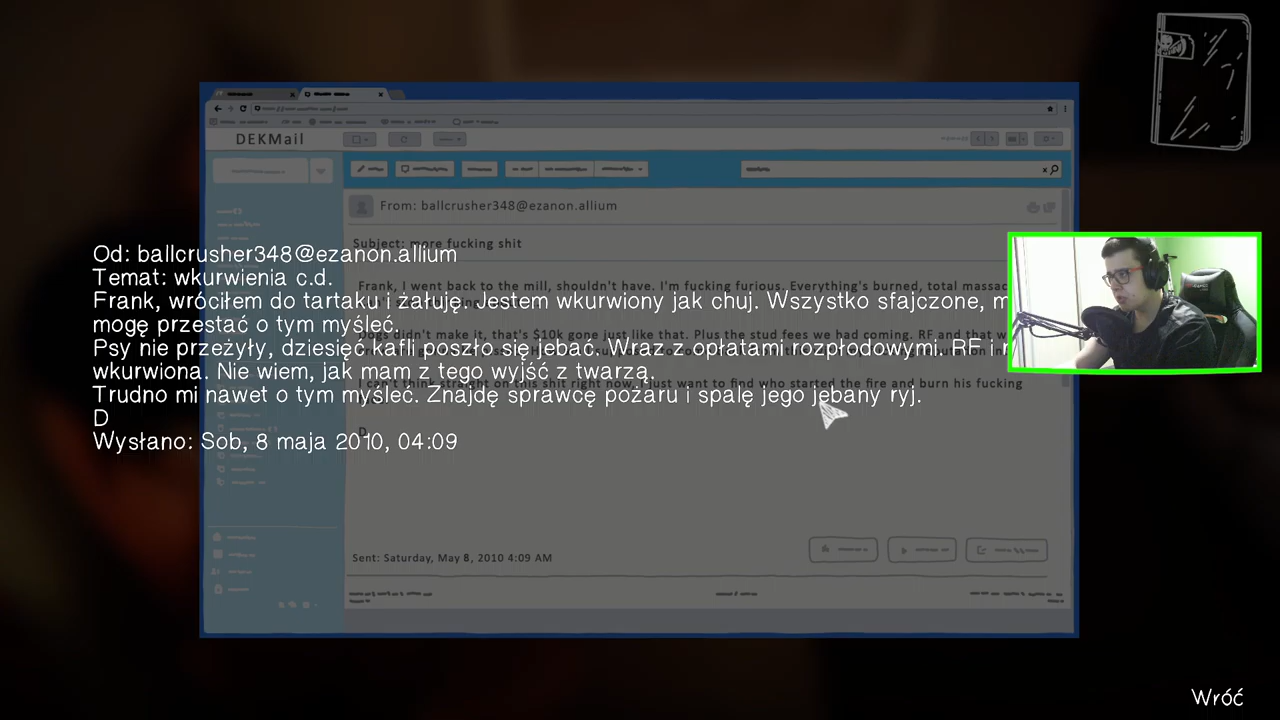 DEKMail
From: ballcrusher348@ezanon.allium
Subject: more fucking shit
Od: ballcrusher348@ezanon.allium
Temat: wkurwienia c.d.
Frank, I went back to the mill, shouldn't have. I'm fucking furious. Everything's burned, total massac
Frank, wróciłem do tartaku i żałuję. Jestem wkurwiony jak chuj. Wszystko sfajczone, m
mogę przestać o tym myśleć.
dogs didn't make it, that's $10k gone just like that. Plus the stud fees we had coming. RF and that w
Psy nie przeżyły, dziesięć kafli poszło się jebać. Wraz z opłatami rozpłodowymi. RF i n
wkurwiona. Nie wiem, jak mam z tego wyjść z twarzą.
I can't think straight on this shit right now, I just want to find who started the fire and burn his fucking
Trudno mi nawet o tym myśleć. Znajdę sprawcę pożaru i spalę jego jebany ryj.
D
D
Wysłano: Sob, 8 maja 2010, 04:09
Sent: Saturday, May 8, 2010 4:09 AM
Wróć